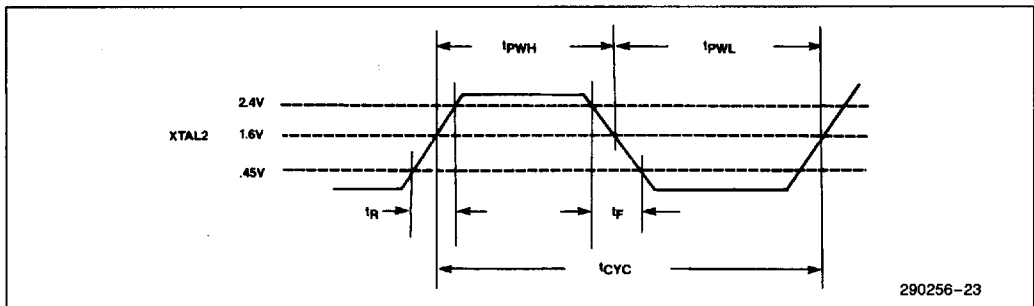 tPWH
tPWL
2.4V
XTAL2
1.6V
.45V
tR
tF
tCYC
290256-23